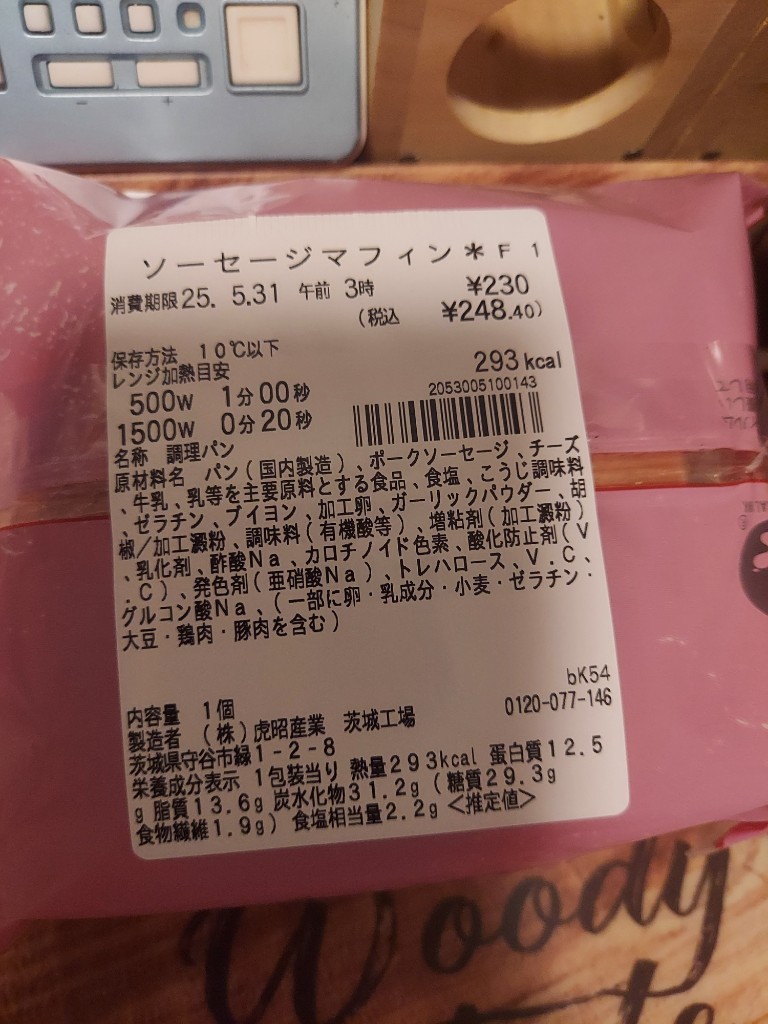 ソーセージマフィン＊Ｆ１
消費期限25. 5.31 午前 3時 ¥230
(税込 ¥248.40)
保存方法 １０℃以下
レンジ加熱目安 293kcal
500W 1分00秒
1500W 0分20秒
2053005100143
名称 調理パン
原材料名 パン（国内製造）、ポークソーセージ、チーズ
、牛乳、乳等を主要原料とする食品、食塩、こうじ調味料
、ゼラチン、ブイヨン、加工卵、ガーリックパウダー、胡
椒／加工澱粉、調味料（有機酸等）、増粘剤（加工澱粉）
、乳化剤、酢酸Ｎａ、カロチノイド色素、酸化防止剤（Ｖ
．Ｃ）、発色剤（亜硝酸Ｎａ）、トレハロース、Ｖ．Ｃ、
グルコン酸Ｎａ、（一部に卵・乳成分・小麦・ゼラチン・
大豆・鶏肉・豚肉を含む）
bK54
内容量 １個 0120-077-146
製造者 （株）虎昭産業 茨城工場
茨城県守谷市緑１－２－８
栄養成分表示 １包装当り 熱量２９３kcal 蛋白質１２.５
g 脂質１３.６g 炭水化物３１.２g（糖質２９.３g
食物繊維１.９g） 食塩相当量２.２g＜推定値＞
Woody